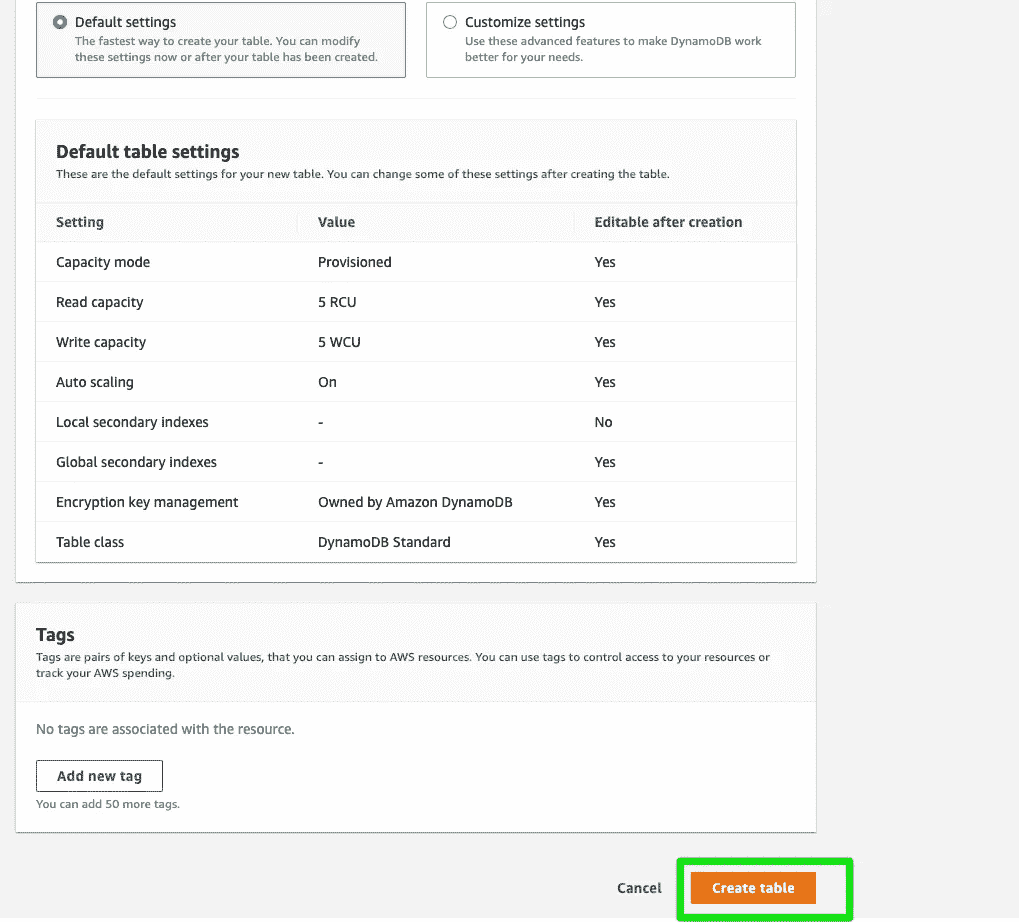 Default settings
The fastest way to create your table. You can modify
these settings now or after your table has been created.
Customize settings
Use these advanced features to make DynamoDB work
better for your needs.
Default table settings
These are the default settings for your new table. You can change some of these settings after creating the table.
Setting Value Editable after creation
Capacity mode Provisioned Yes
Read capacity 5 RCU Yes
Write capacity 5 WCU Yes
Auto scaling On Yes
Local secondary indexes - No
Global secondary indexes - Yes
Encryption key management Owned by Amazon DynamoDB Yes
Table class DynamoDB Standard Yes
Tags
Tags are pairs of keys and optional values, that you can assign to AWS resources. You can use tags to control access to your resources or
track your AWS spending.
No tags are associated with the resource.
Add new tag
You can add 50 more tags.
Cancel Create table